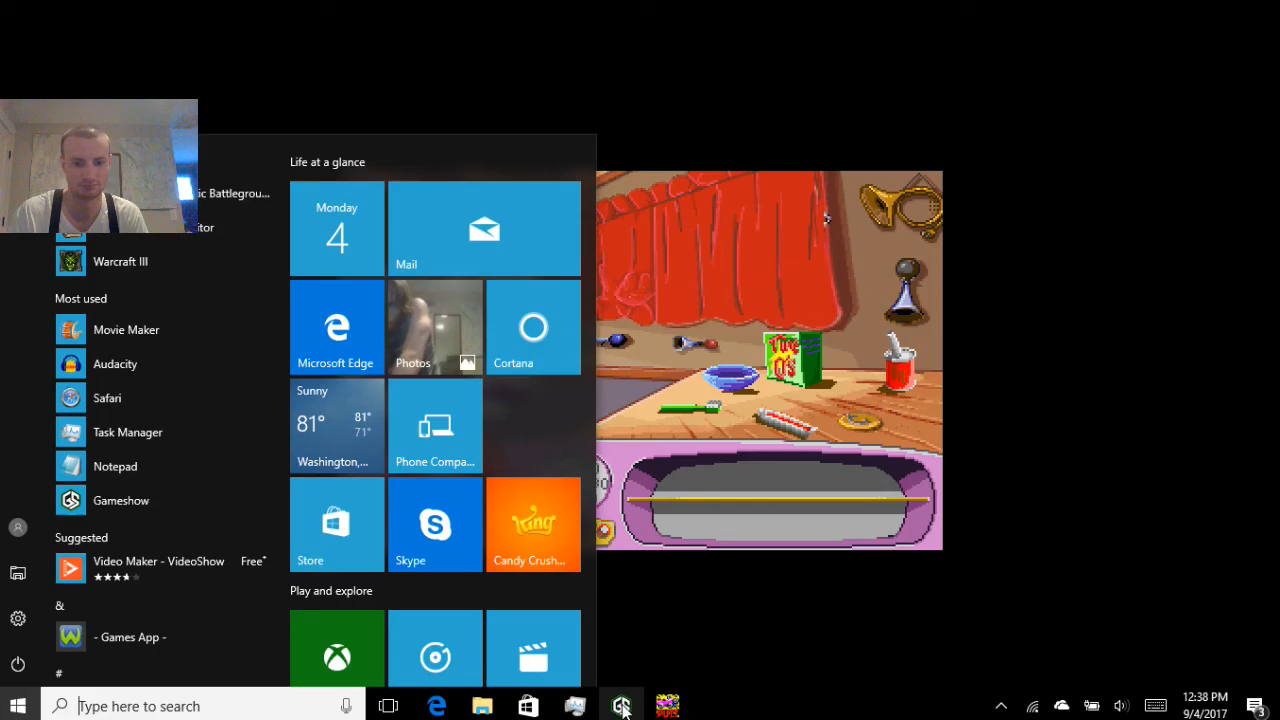 Life at a glance
ic Battlegrou...
itor
Warcraft III
Most used
Movie Maker
Audacity
Safari
Task Manager
Notepad
Gameshow
Suggested
Video Maker - VideoShow Free*
&
- Games App -
#
Monday
4
Mail
Microsoft Edge
Photos
Cortana
Sunny
81° 81°
71°
Washington,...
Phone Compa...
Store
Skype
King
Candy Crush...
Play and explore
Type here to search
12:38 PM
9/4/2017
3